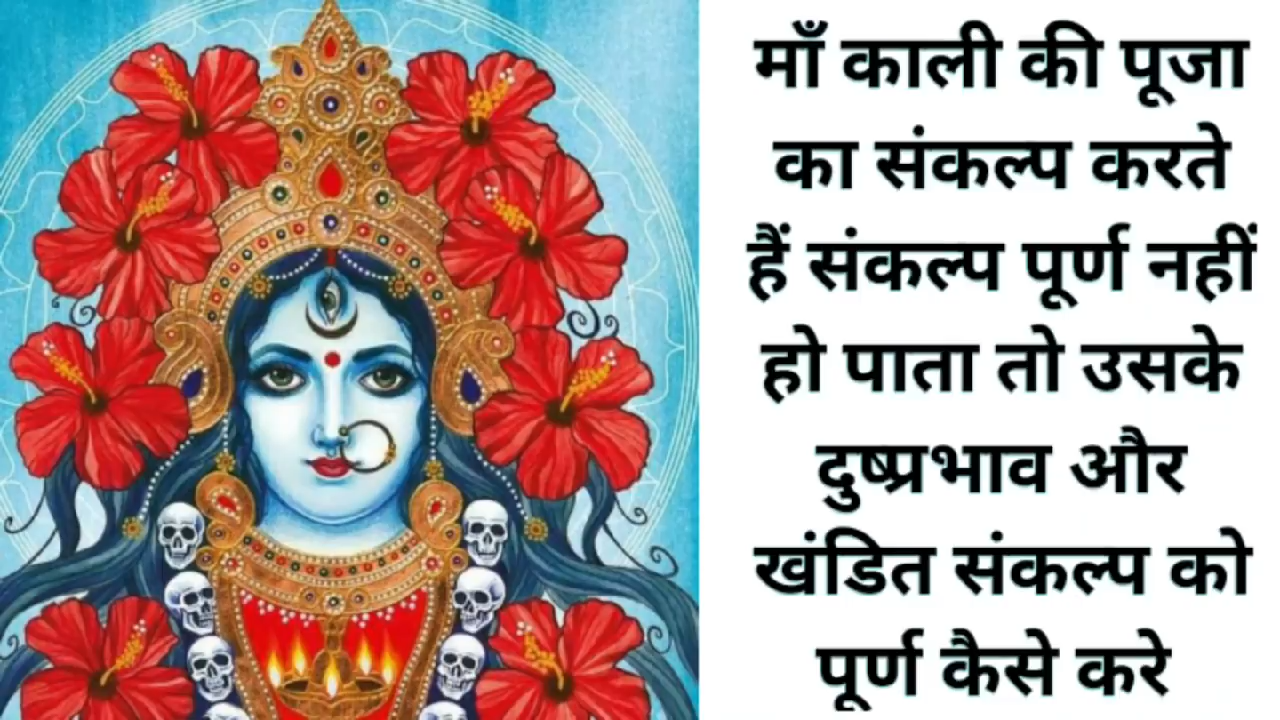 माँ काली की पूजा
का संकल्प करते
हैं संकल्प पूर्ण नहीं
हो पाता तो उसके
दुष्प्रभाव और
खंडित संकल्प को
पूर्ण कैसे करे